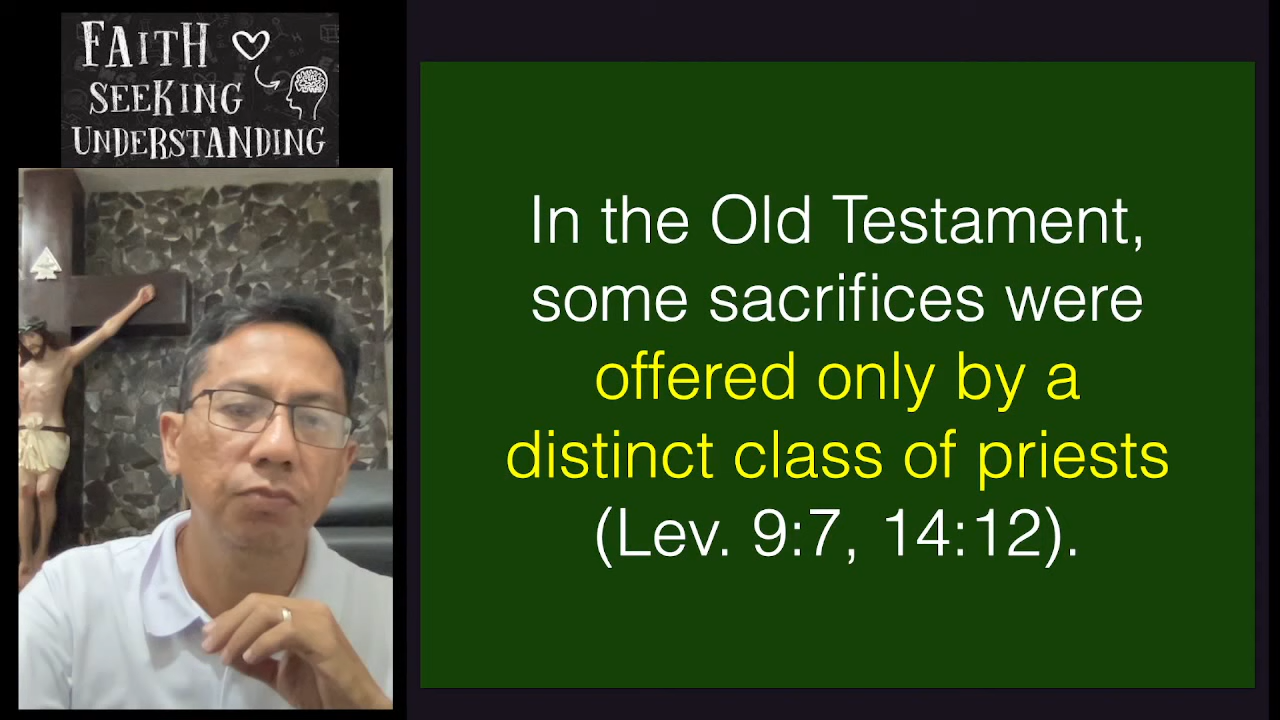 FAITH
SEEKING
UNDERSTANDING
In the Old Testament,
some sacrifices were
offered only by a
distinct class of priests
(Lev. 9:7, 14:12).